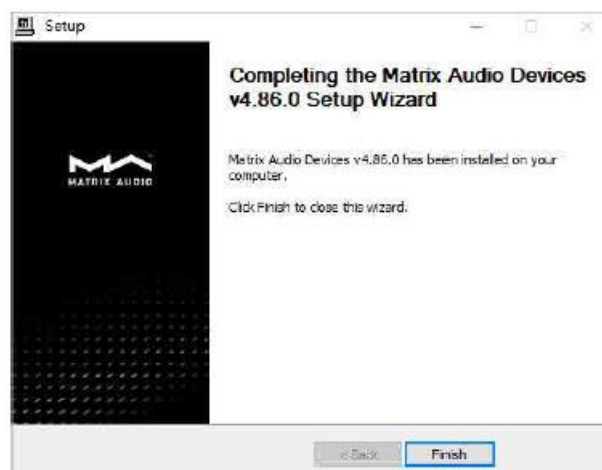 Setup
Completing the Matrix Audio Devices
v4.86.0 Setup Wizard
Matrix Audio Devices v4.86.0 has been installed on your
computer.
Click Finish to close this wizard.
MATRIX AUDIO
< Back
Finish